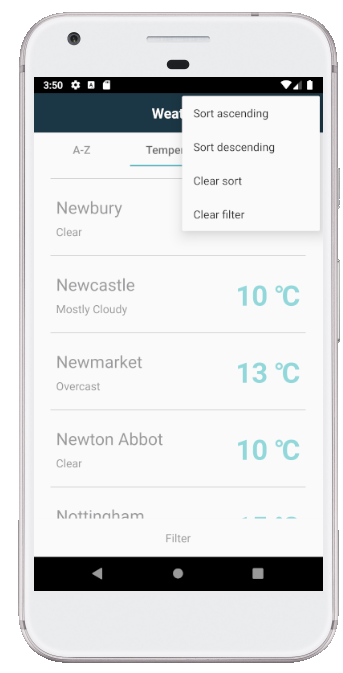 3:50
Weat
Sort ascending
Sort descending
Clear sort
Clear filter
A-Z
Temper
Newbury
Clear
Newcastle
Mostly Cloudy
10 °C
Newmarket
Overcast
13 °C
Newton Abbot
Clear
10 °C
Nottingham
Filter